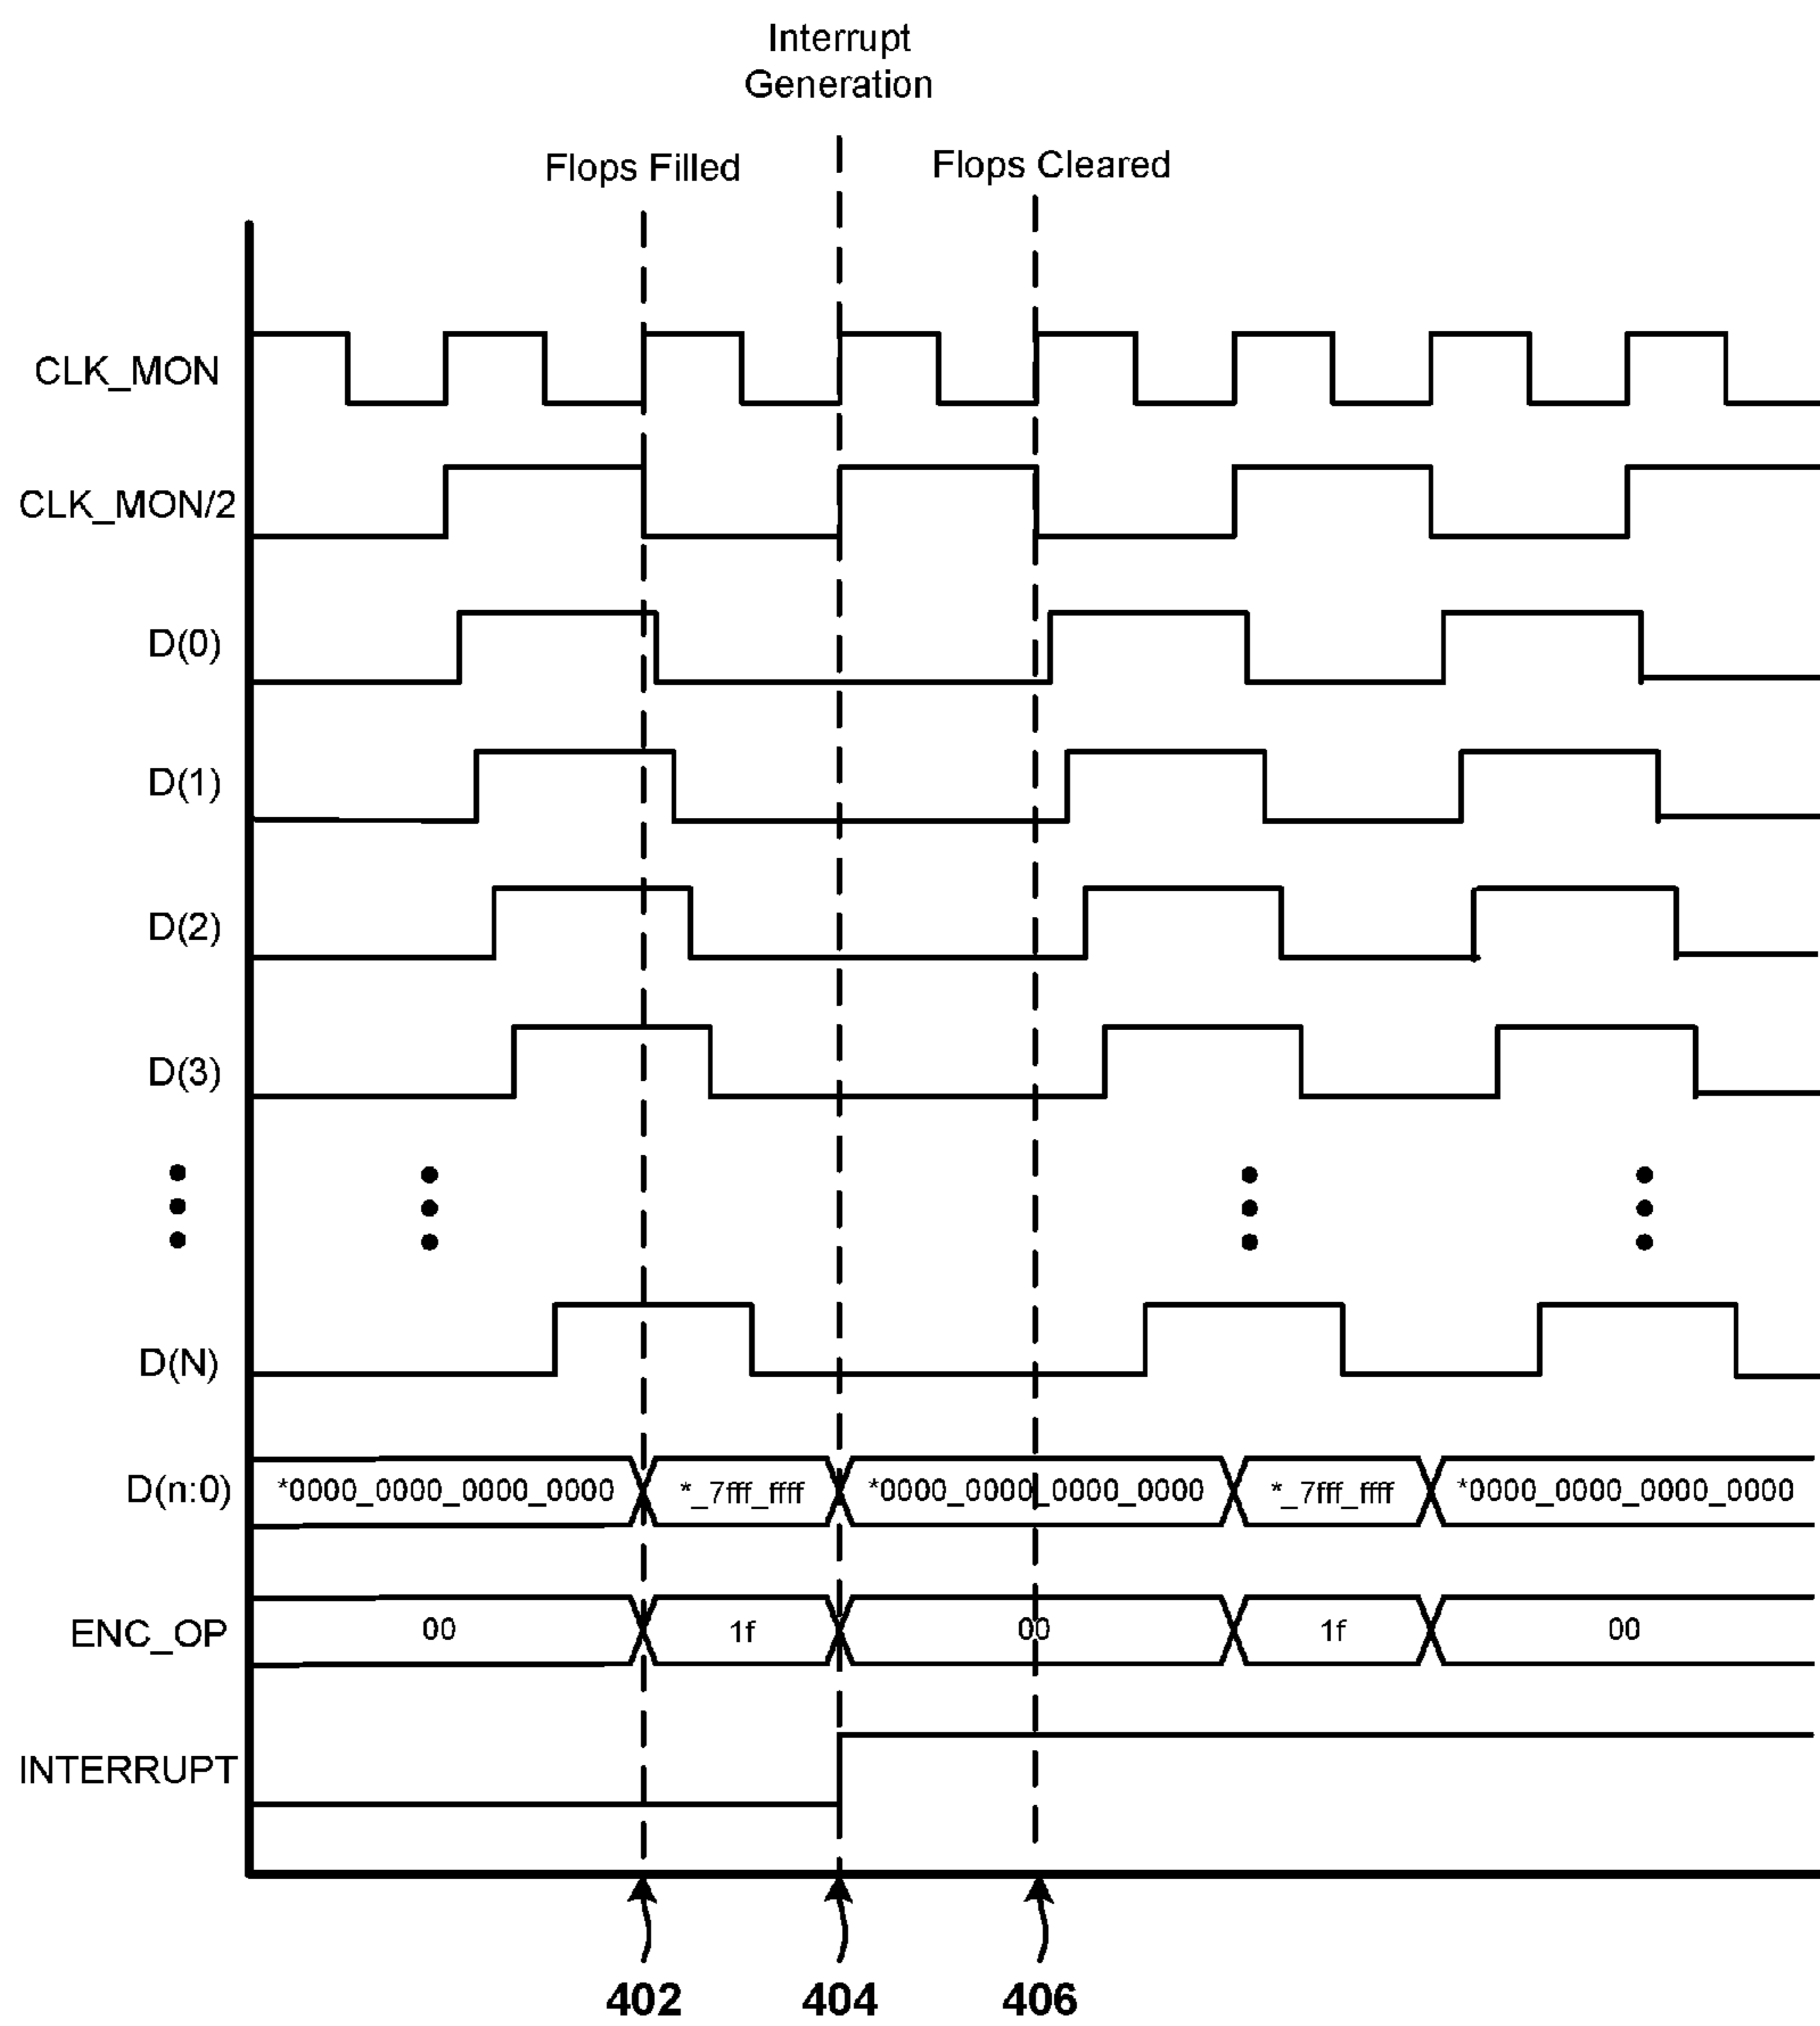 Interrupt
Generation
Flops Filled
Flops Cleared
CLK_MON
CLK_MON/2
D(0)
D(1)
D(2)
D(3)
D(N)
D(n:0) *0000_0000_0000_0000 *_7fff_ffff *0000_0000_0000_0000 *_7fff_ffff *0000_0000_0000_0000
ENC_OP 00 1f 00 1f 00
INTERRUPT
402 404 406